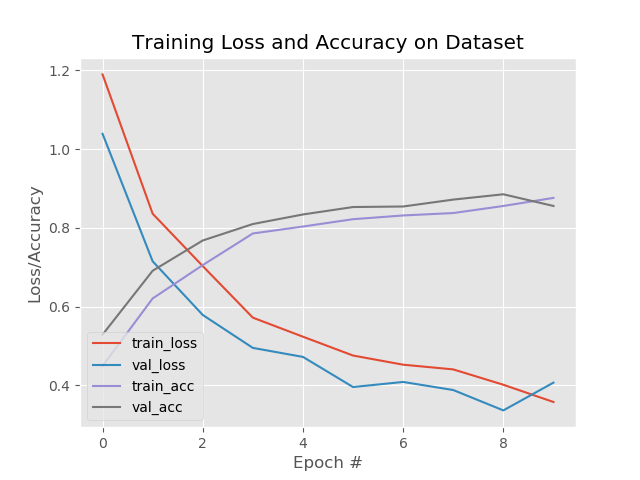 Training Loss and Accuracy on Dataset
1.2
1.0
0.8
0.6
0.4
Loss/Accuracy
train_loss
val_loss
train_acc
val_acc
0 2 4 6 8
Epoch #